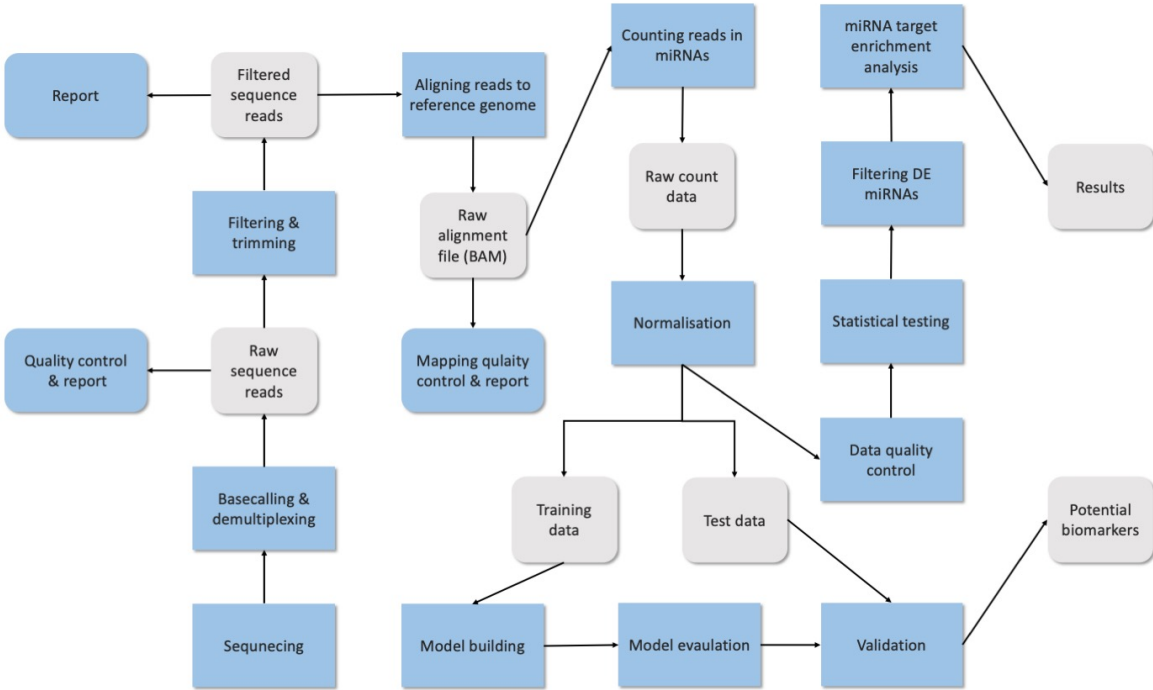 Counting reads in
miRNAs
miRNA target
enrichment
analysis
Report
Filtered
sequence
reads
Aligning reads to
reference genome
Raw count
data
Filtering DE
miRNAs
Results
Filtering &
trimming
Raw
alignment
file (BAM)
Quality control
& report
Raw
sequence
reads
Mapping qulaity
control & report
Normalisation
Statistical testing
Data quality
control
Basecalling &
demultiplexing
Training
data
Test data
Potential
biomarkers
Sequnecing
Model building
Model evaulation
Validation